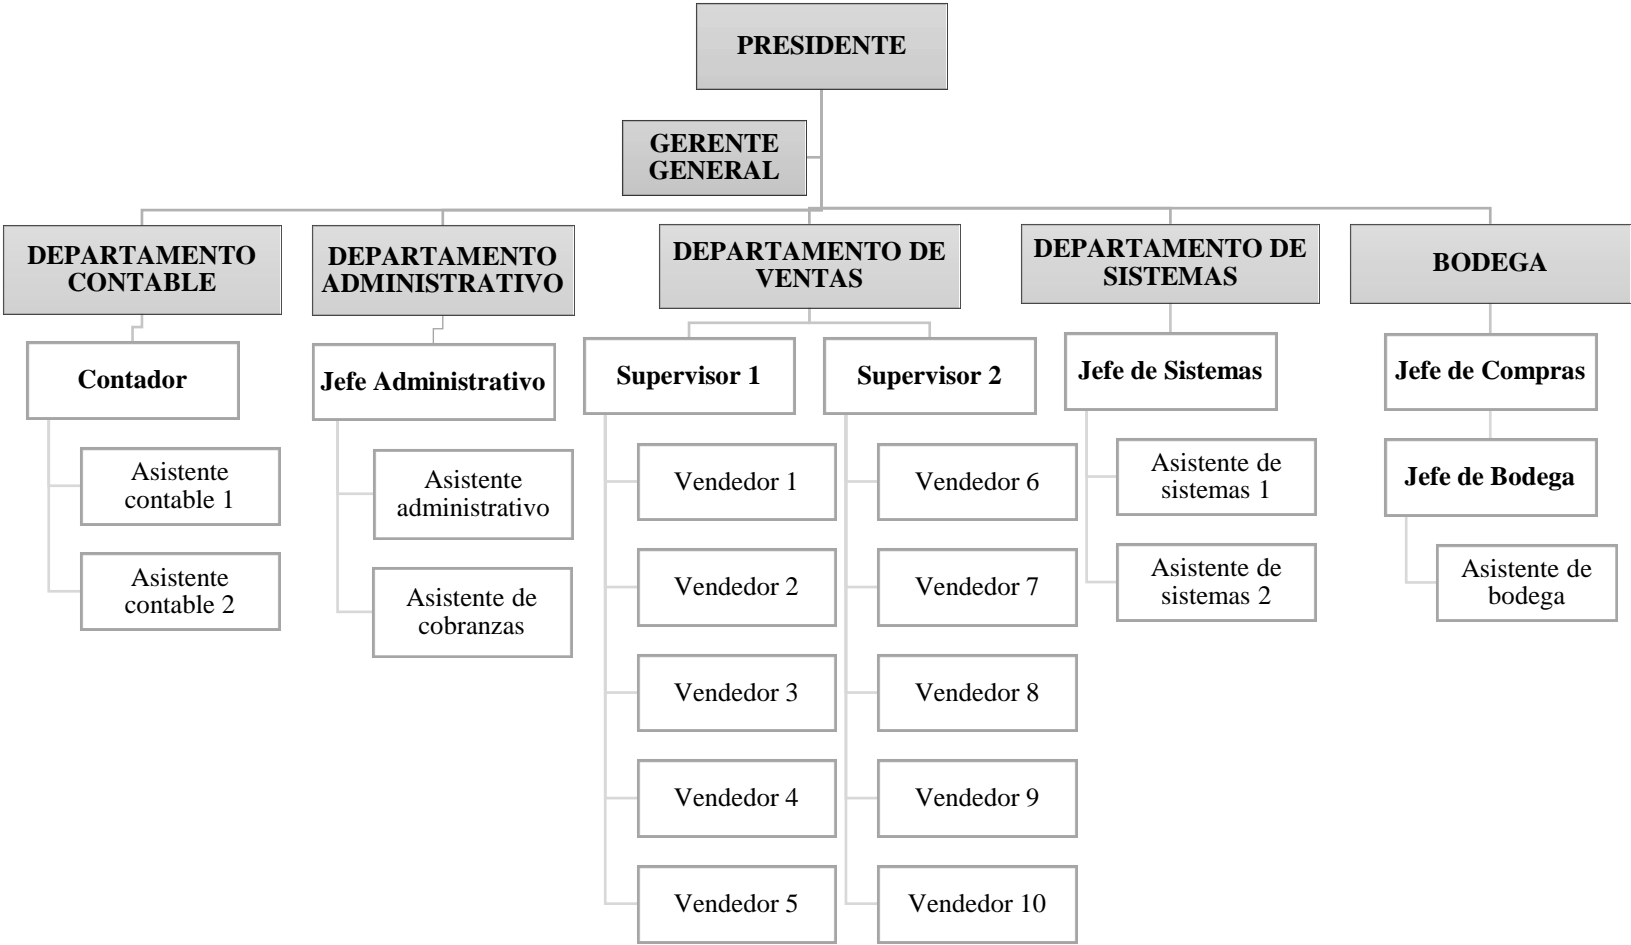 PRESIDENTE
GERENTE
GENERAL
DEPARTAMENTO
CONTABLE
DEPARTAMENTO
ADMINISTRATIVO
DEPARTAMENTO DE
VENTAS
DEPARTAMENTO DE
SISTEMAS
BODEGA
Contador
Asistente
contable 1
Asistente
contable 2
Jefe Administrativo
Asistente
administrativo
Asistente de
cobranzas
Supervisor 1
Vendedor 1
Vendedor 2
Vendedor 3
Vendedor 4
Vendedor 5
Supervisor 2
Vendedor 6
Vendedor 7
Vendedor 8
Vendedor 9
Vendedor 10
Jefe de Sistemas
Asistente de
sistemas 1
Asistente de
sistemas 2
Jefe de Compras
Jefe de Bodega
Asistente de
bodega